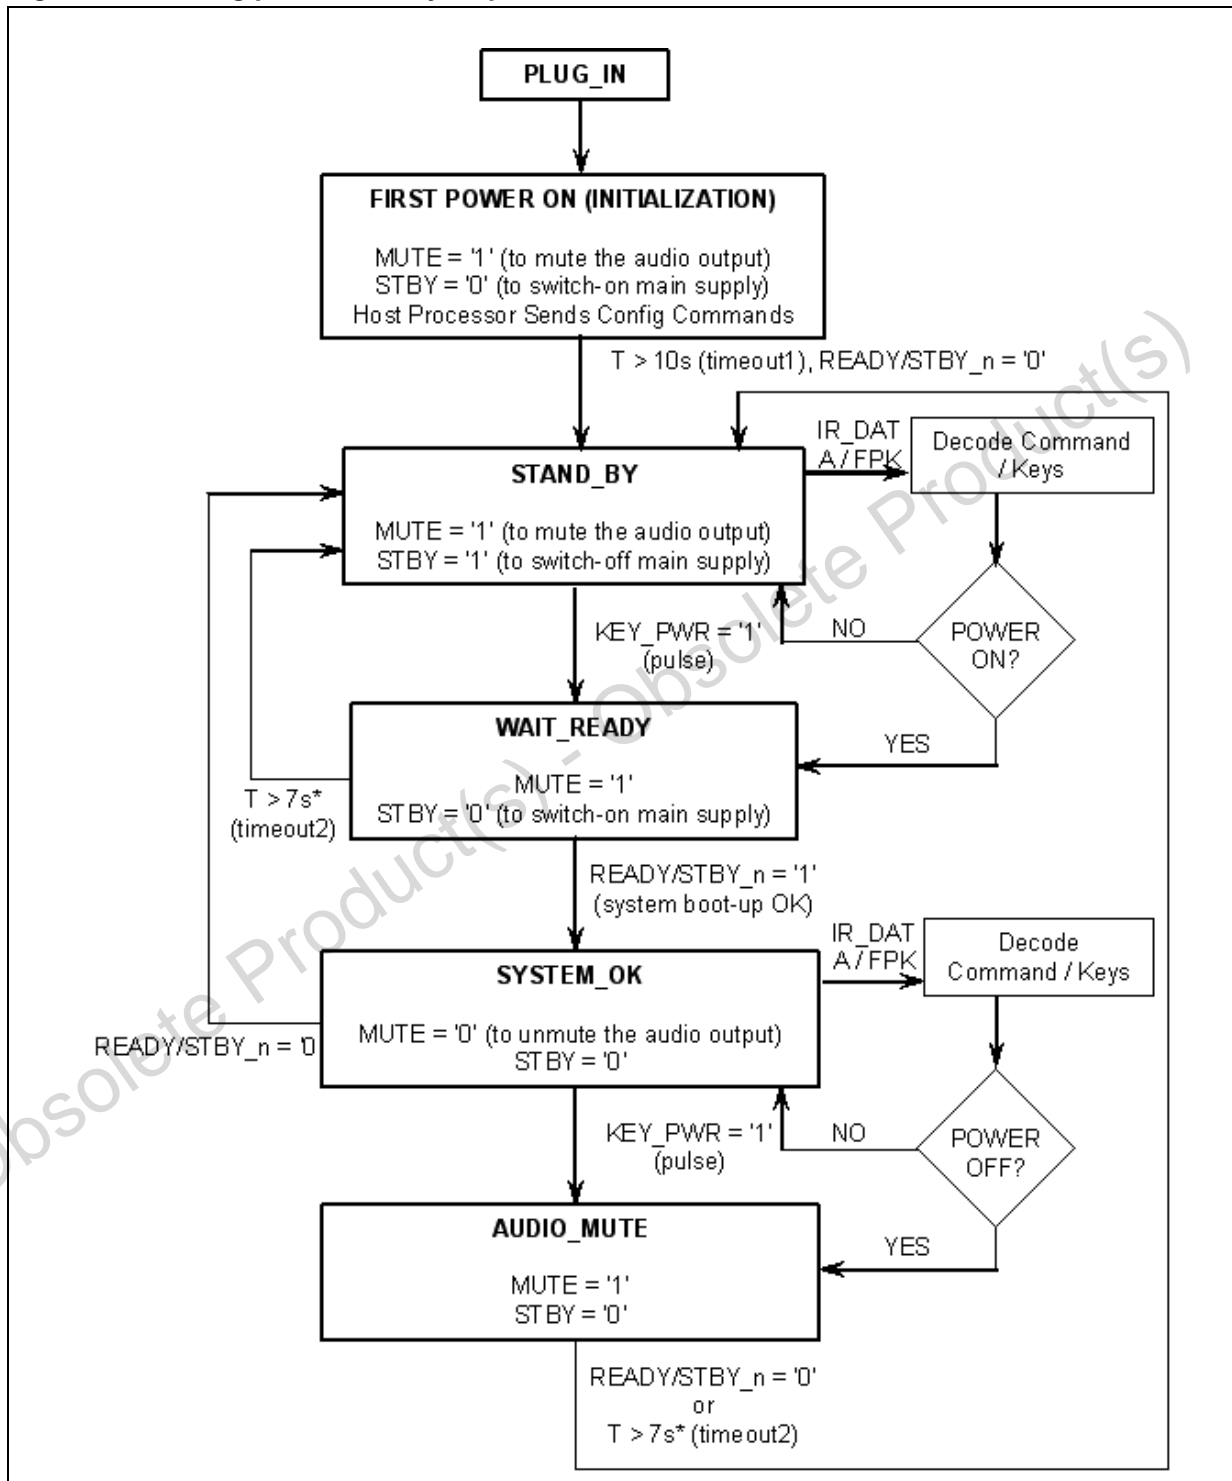 PLUG_IN
FIRST POWER ON (INITIALIZATION)
MUTE = '1' (to mute the audio output)
STBY = '0' (to switch-on main supply)
Host Processor Sends Config Commands
T > 10s (timeout1), READY/STBY_n = '0'
IR_DAT
A / FPK
Decode Command
/ Keys
STAND_BY
MUTE = '1' (to mute the audio output)
STBY = '1' (to switch-off main supply)
KEY_PWR = '1'
(pulse)
NO
POWER
ON?
YES
WAIT_READY
MUTE = '1'
STBY = '0' (to switch-on main supply)
T > 7s*
(timeout2)
READY/STBY_n = '1'
(system boot-up OK)
IR_DAT
A / FPK
Decode
Command / Keys
SYSTEM_OK
MUTE = '0' (to unmute the audio output)
STBY = '0'
READY/STBY_n = '0
KEY_PWR = '1'
(pulse)
NO
POWER
OFF?
YES
AUDIO_MUTE
MUTE = '1'
STBY = '0'
READY/STBY_n = '0'
or
T > 7s* (timeout2)
Obsolete Product(s) - Obsolete Product(s)